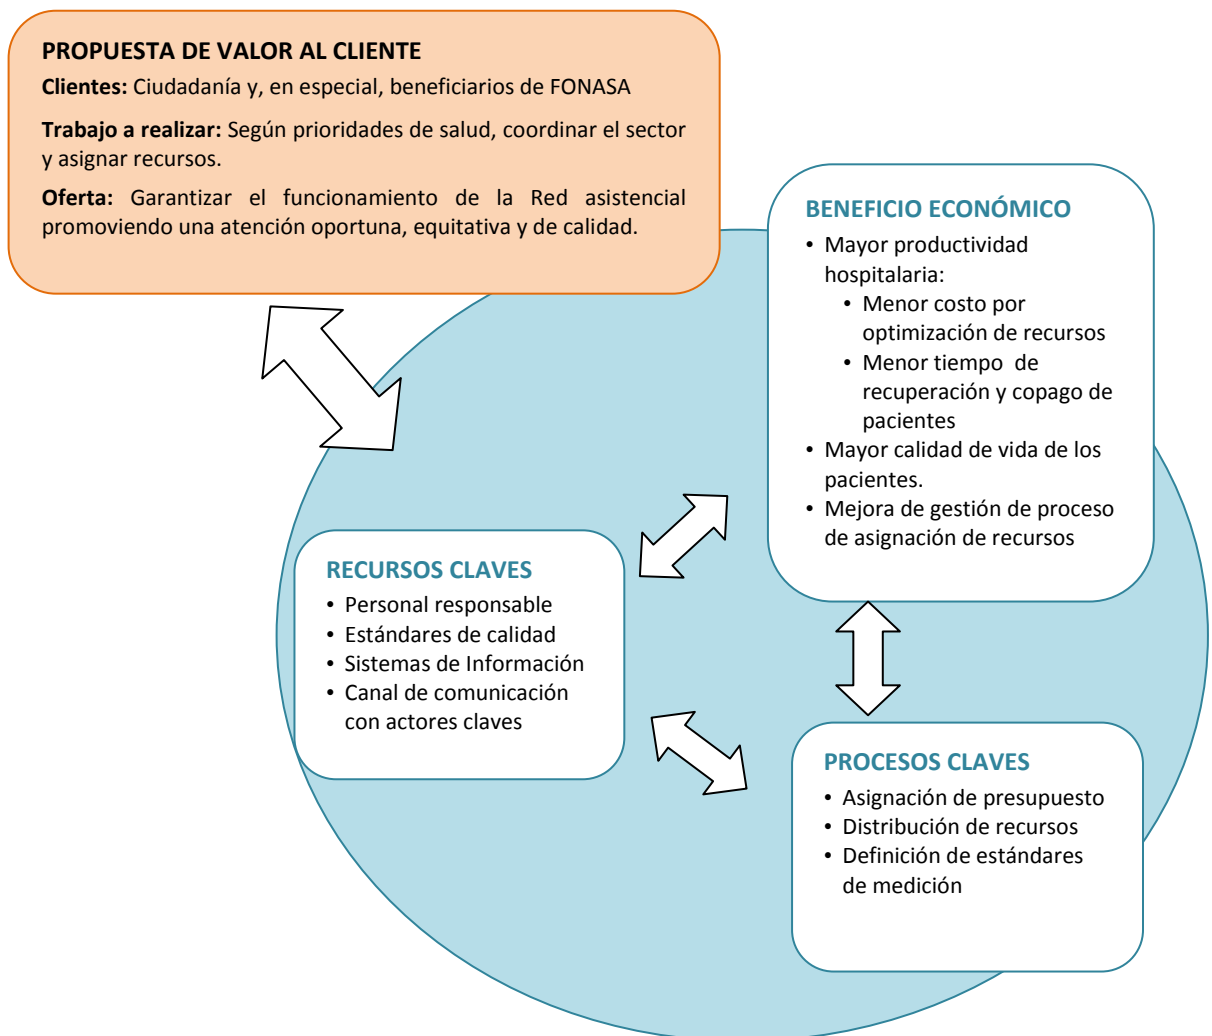 PROPUESTA DE VALOR AL CLIENTE
Clientes: Ciudadanía y, en especial, beneficiarios de FONASA
Trabajo a realizar: Según prioridades de salud, coordinar el sector
y asignar recursos.
Oferta: Garantizar el funcionamiento de la Red asistencial
promoviendo una atención oportuna, equitativa y de calidad.
BENEFICIO ECONÓMICO
• Mayor productividad
hospitalaria:
• Menor costo por
optimización de recursos
• Menor tiempo de
recuperación y copago de
pacientes
• Mayor calidad de vida de los
pacientes.
• Mejora de gestión de proceso
de asignación de recursos
RECURSOS CLAVES
• Personal responsable
• Estándares de calidad
• Sistemas de Información
• Canal de comunicación
con actores claves
PROCESOS CLAVES
• Asignación de presupuesto
• Distribución de recursos
• Definición de estándares
de medición